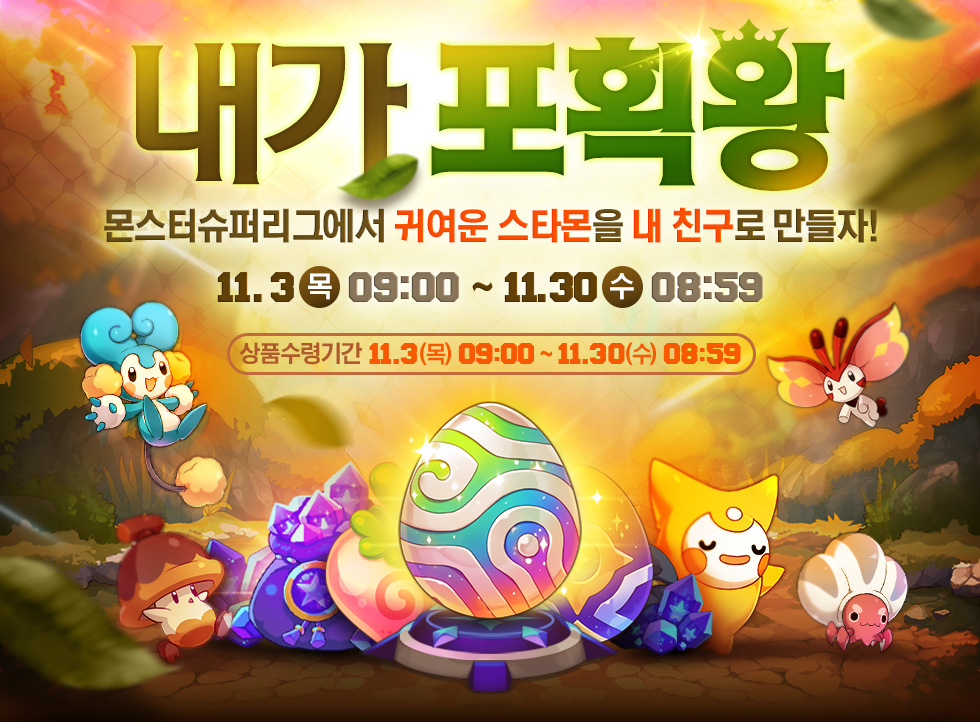 내가 포획왕
몬스터슈퍼리그에서 귀여운 스타몬을 내 친구로 만들자!
11. 3 목 09:00 ~ 11.30 수 08:59
상품수령기간 11.3(목) 09:00 ~ 11.30(수) 08:59